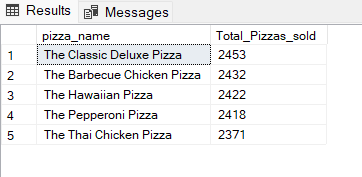 Results Messages
pizza_name Total_Pizzas_sold
1 The Classic Deluxe Pizza 2453
2 The Barbecue Chicken Pizza 2432
3 The Hawaiian Pizza 2422
4 The Pepperoni Pizza 2418
5 The Thai Chicken Pizza 2371